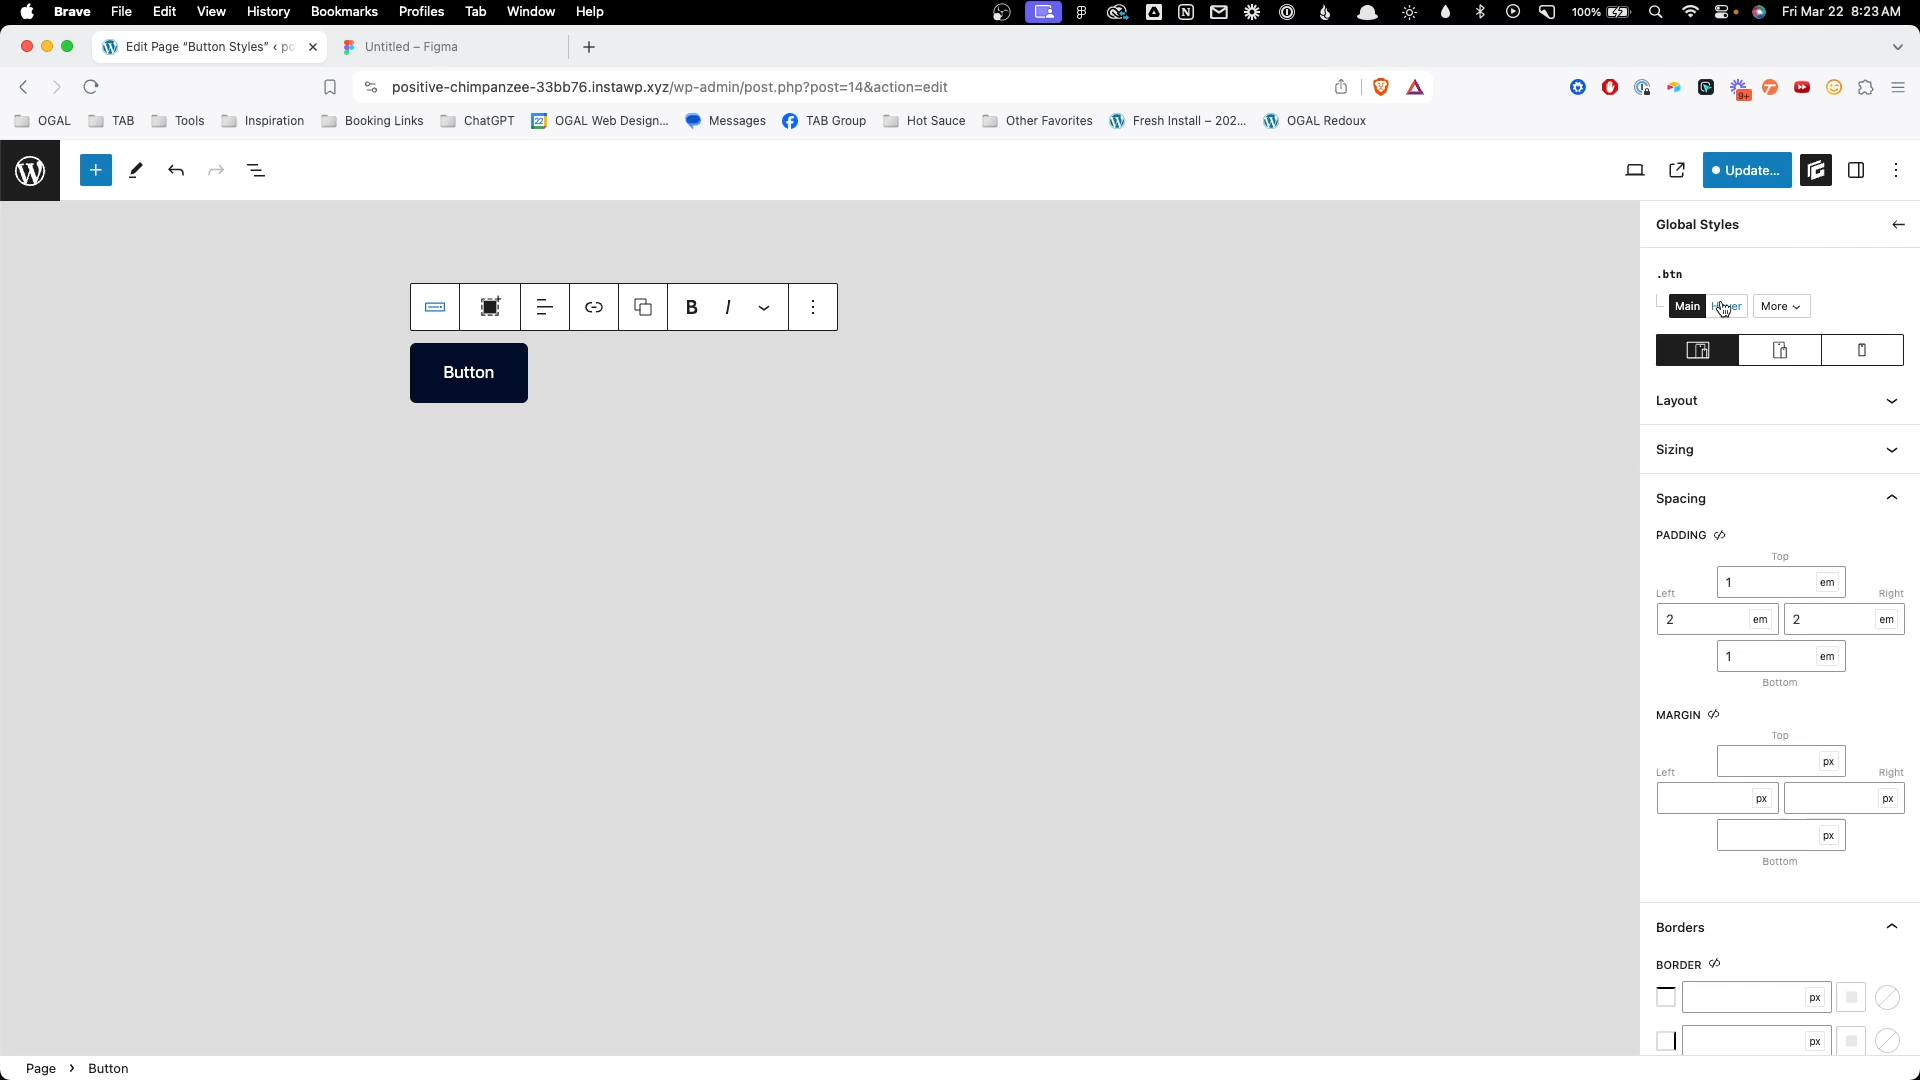 Brave File Edit View History Bookmarks Profiles Tab Window Help 100% Fri Mar 22 8:23 AM
Edit Page "Button Styles" ‹ po Untitled – Figma
positive-chimpanzee-33bb76.instawp.xyz/wp-admin/post.php?post=14&action=edit 9+
OGAL TAB Tools Inspiration Booking Links ChatGPT 22 OGAL Web Design... Messages TAB Group Hot Sauce Other Favorites Fresh Install – 202... OGAL Redoux
Update...
Global Styles
.btn
Main Hover More
B I
Button
Layout
Sizing
Spacing
PADDING
Top
1 em
Left Right
2 em 2 em
1 em
Bottom
MARGIN
Top
px
Left Right
px px
px
Bottom
Borders
BORDER
px
px
Page › Button